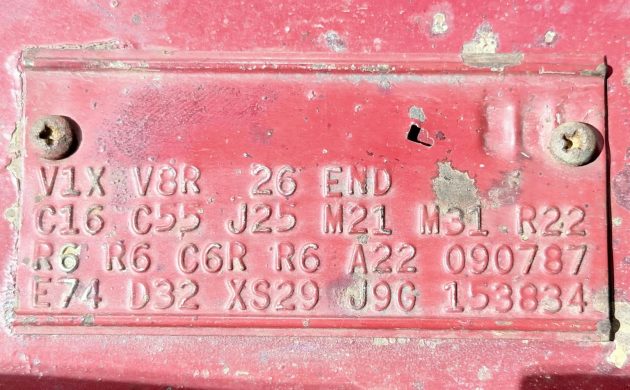 V1X V8R 26 END
C16 C55 J25 M21 M31 R22
R6 R6 C6R R6 A22 090787
E74 D32 XS29 J9G 153834